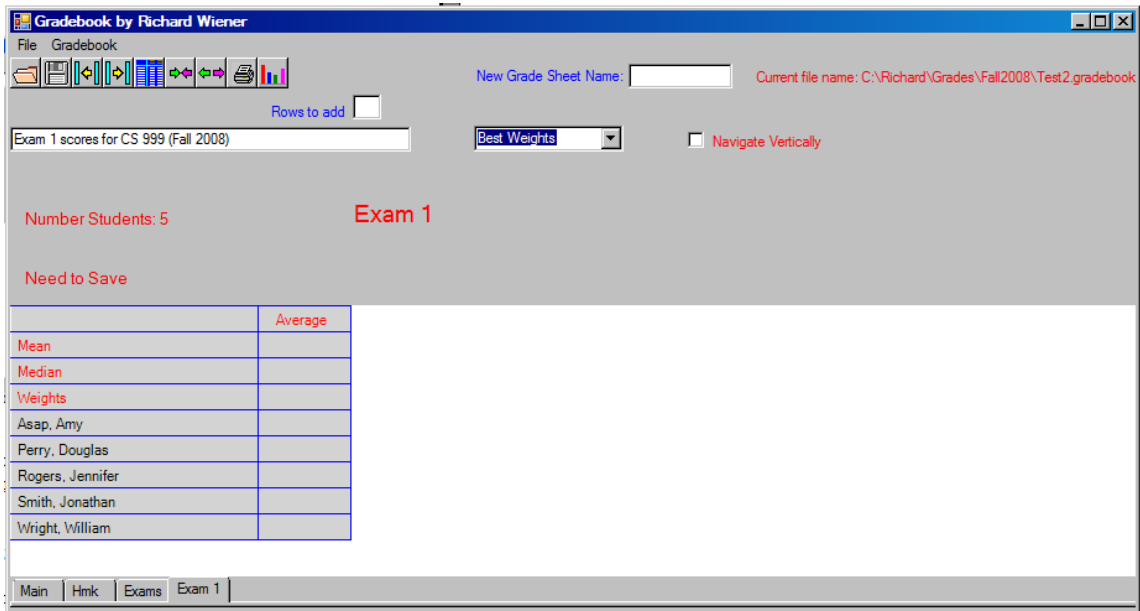 Gradebook by Richard Wiener
File Gradebook
New Grade Sheet Name:
Current file name: C:\Richard\Grades\Fall2008\Test2.gradebook
Rows to add
Exam 1 scores for CS 999 (Fall 2008)
Best Weights
Navigate Vertically
Number Students: 5
Exam 1
Need to Save
Average
Mean
Median
Weights
Asap, Amy
Perry, Douglas
Rogers, Jennifer
Smith, Jonathan
Wright, William
Main Hmk Exams Exam 1